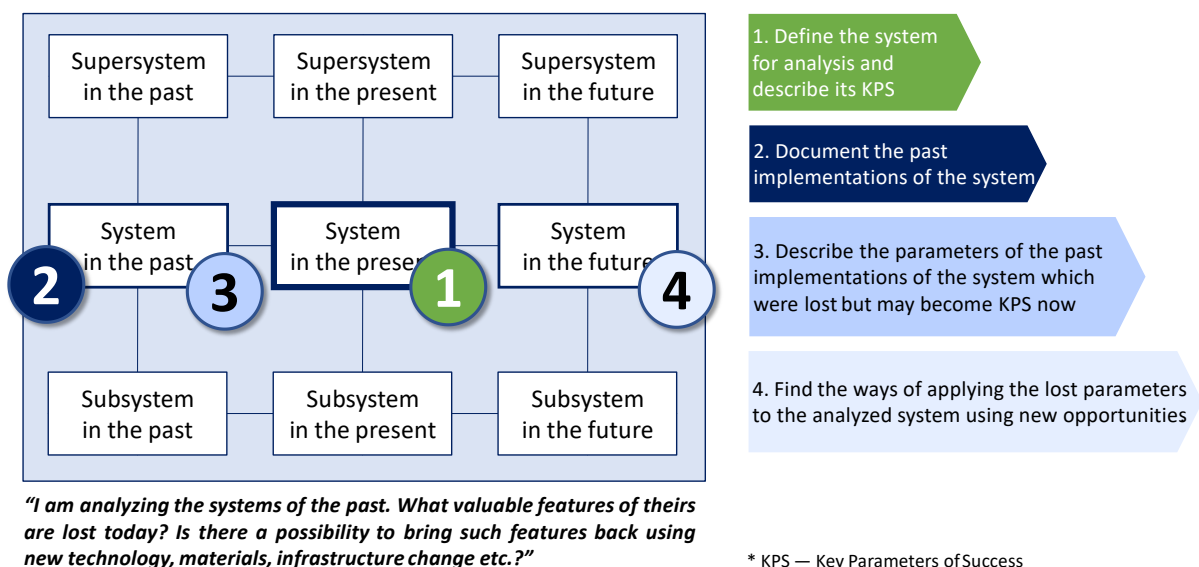 Supersystem
in the past
Supersystem
in the present
Supersystem
in the future
System
in the past
System
in the present
System
in the future
2
3
1
4
Subsystem
in the past
Subsystem
in the present
Subsystem
in the future
“I am analyzing the systems of the past. What valuable features of theirs
are lost today? Is there a possibility to bring such features back using
new technology, materials, infrastructure change etc.?”
1. Define the system
for analysis and
describe its KPS
2. Document the past
implementations of the system
3. Describe the parameters of the past
implementations of the system which
were lost but may become KPS now
4. Find the ways of applying the lost parameters
to the analyzed system using new opportunities
* KPS — Key Parameters of Success